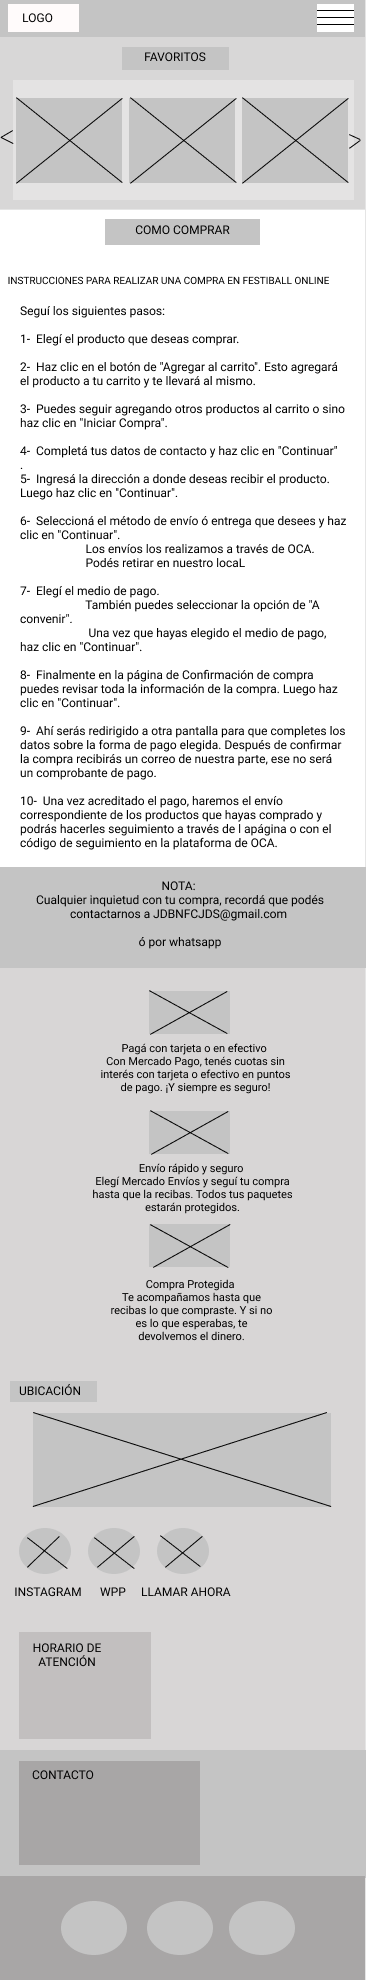 LOGO
FAVORITOS
COMO COMPRAR
INSTRUCCIONES PARA REALIZAR UNA COMPRA EN FESTIBALL ONLINE
Seguí los siguientes pasos:
1- Elegí el producto que deseas comprar.
2- Haz clic en el botón de "Agregar al carrito". Esto agregará
el producto a tu carrito y te llevará al mismo.
3- Puedes seguir agregando otros productos al carrito o sino
haz clic en "Iniciar Compra".
4- Completá tus datos de contacto y haz clic en "Continuar"
.
5- Ingresá la dirección a donde deseas recibir el producto.
Luego haz clic en "Continuar".
6- Seleccioná el método de envío ó entrega que desees y haz
clic en "Continuar".
Los envíos los realizamos a través de OCA.
Podés retirar en nuestro locaL
7- Elegí el medio de pago.
También puedes seleccionar la opción de "A
convenir".
Una vez que hayas elegido el medio de pago,
haz clic en "Continuar".
8- Finalmente en la página de Confirmación de compra
puedes revisar toda la información de la compra. Luego haz
clic en "Continuar".
9- Ahí serás redirigido a otra pantalla para que completes los
datos sobre la forma de pago elegida. Después de confirmar
la compra recibirás un correo de nuestra parte, ese no será
un comprobante de pago.
10- Una vez acreditado el pago, haremos el envío
correspondiente de los productos que hayas comprado y
podrás hacerles seguimiento a través de l apágina o con el
código de seguimiento en la plataforma de OCA.
NOTA:
Cualquier inquietud con tu compra, recordá que podés
contactarnos a JDBNFCJDS@gmail.com
ó por whatsapp
Pagá con tarjeta o en efectivo
Con Mercado Pago, tenés cuotas sin
interés con tarjeta o efectivo en puntos
de pago. ¡Y siempre es seguro!
Envío rápido y seguro
Elegí Mercado Envíos y seguí tu compra
hasta que la recibas. Todos tus paquetes
estarán protegidos.
Compra Protegida
Te acompañamos hasta que
recibas lo que compraste. Y si no
es lo que esperabas, te
devolvemos el dinero.
UBICACIÓN
INSTAGRAM WPP LLAMAR AHORA
HORARIO DE
ATENCIÓN
CONTACTO